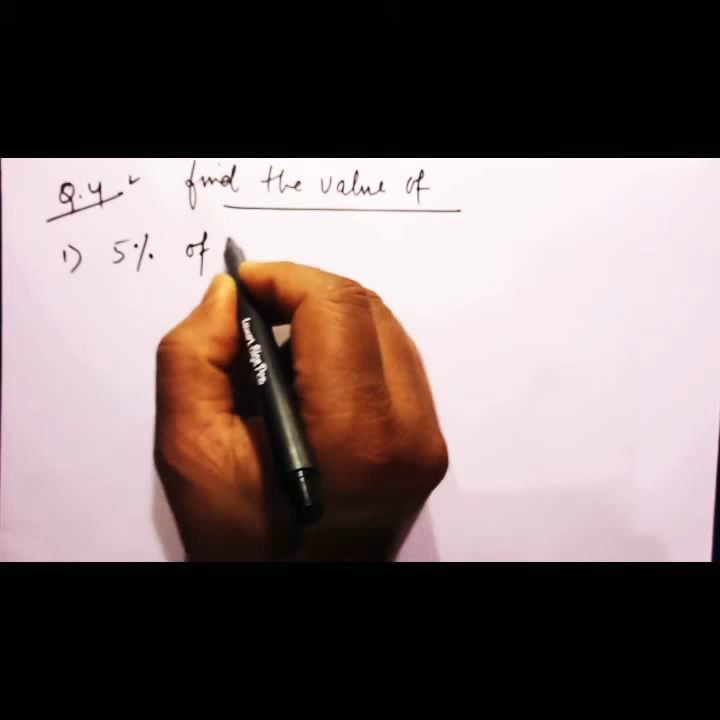 Q.4 find the value of
1) 5% of